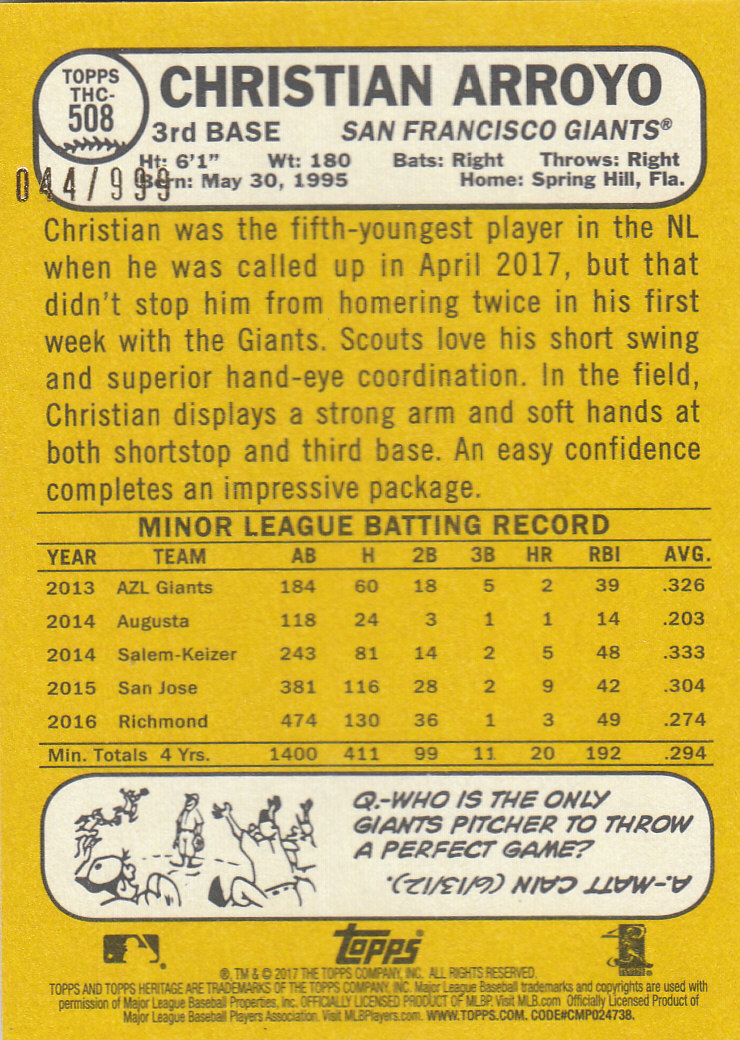 TOPPS
THC-
508
CHRISTIAN ARROYO
3rd BASE SAN FRANCISCO GIANTS®
Ht: 6'1" Wt: 180 Bats: Right Throws: Right
Born: May 30, 1995 Home: Spring Hill, Fla.
044/999
Christian was the fifth-youngest player in the NL
when he was called up in April 2017, but that
didn't stop him from homering twice in his first
week with the Giants. Scouts love his short swing
and superior hand-eye coordination. In the field,
Christian displays a strong arm and soft hands at
both shortstop and third base. An easy confidence
completes an impressive package.
MINOR LEAGUE BATTING RECORD
YEAR TEAM AB H 2B 3B HR RBI AVG.
2013 AZL Giants 184 60 18 5 2 39 .326
2014 Augusta 118 24 3 1 1 14 .203
2014 Salem-Keizer 243 81 14 2 5 48 .333
2015 San Jose 381 116 28 2 9 42 .304
2016 Richmond 474 130 36 1 3 49 .274
Min. Totals 4 Yrs. 1400 411 99 11 20 192 .294
Q.-WHO IS THE ONLY
GIANTS PITCHER TO THROW
A PERFECT GAME?
A.-MATT CAIN (6/13/12).
TOPPS
®, TM & © 2017 THE TOPPS COMPANY, INC. ALL RIGHTS RESERVED.
TOPPS AND TOPPS HERITAGE ARE TRADEMARKS OF THE TOPPS COMPANY, INC. Major League Baseball trademarks and copyrights are used with
permission of Major League Baseball Properties, Inc. OFFICIALLY LICENSED PRODUCT OF MLBP. Visit MLB.com Officially Licensed Product of
Major League Baseball Players Association. Visit MLBPlayers.com. WWW.TOPPS.COM. CODE#CMP024738.